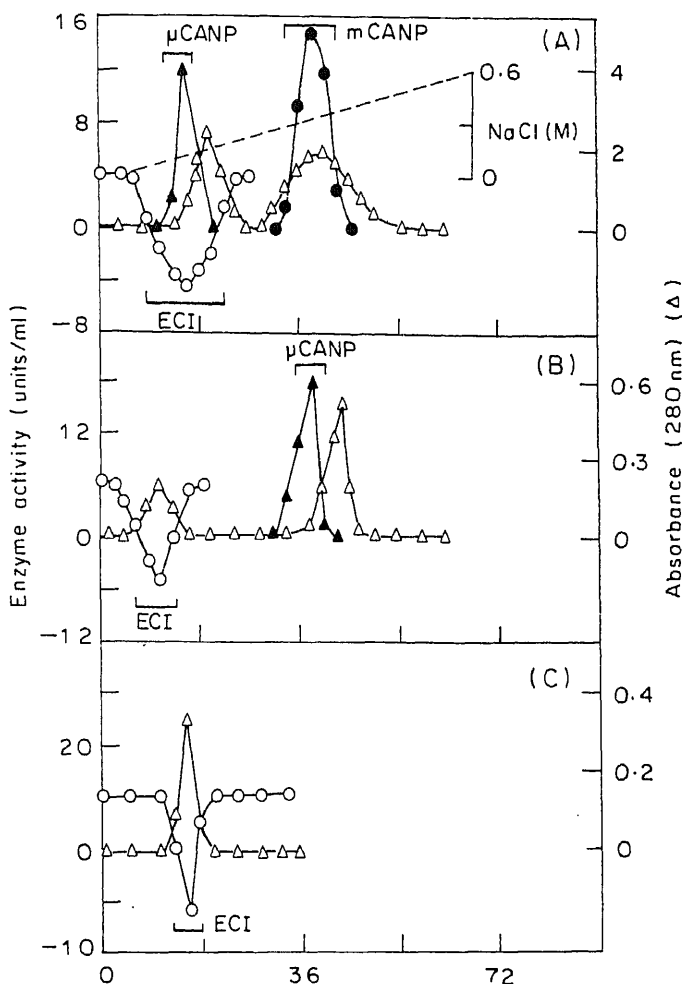 16
µCANP
mCANP
(A)
0·6
4
8
NaCl(M)
2
0
0
0
ECI
-8
µCANP
(B)
0·6
12
0·3
0
0
ECI
-12
(C)
0·4
20
0·2
0
0
ECI
-10
0
36
72
Enzyme activity (units/ml)
Absorbance (280nm) (Δ)